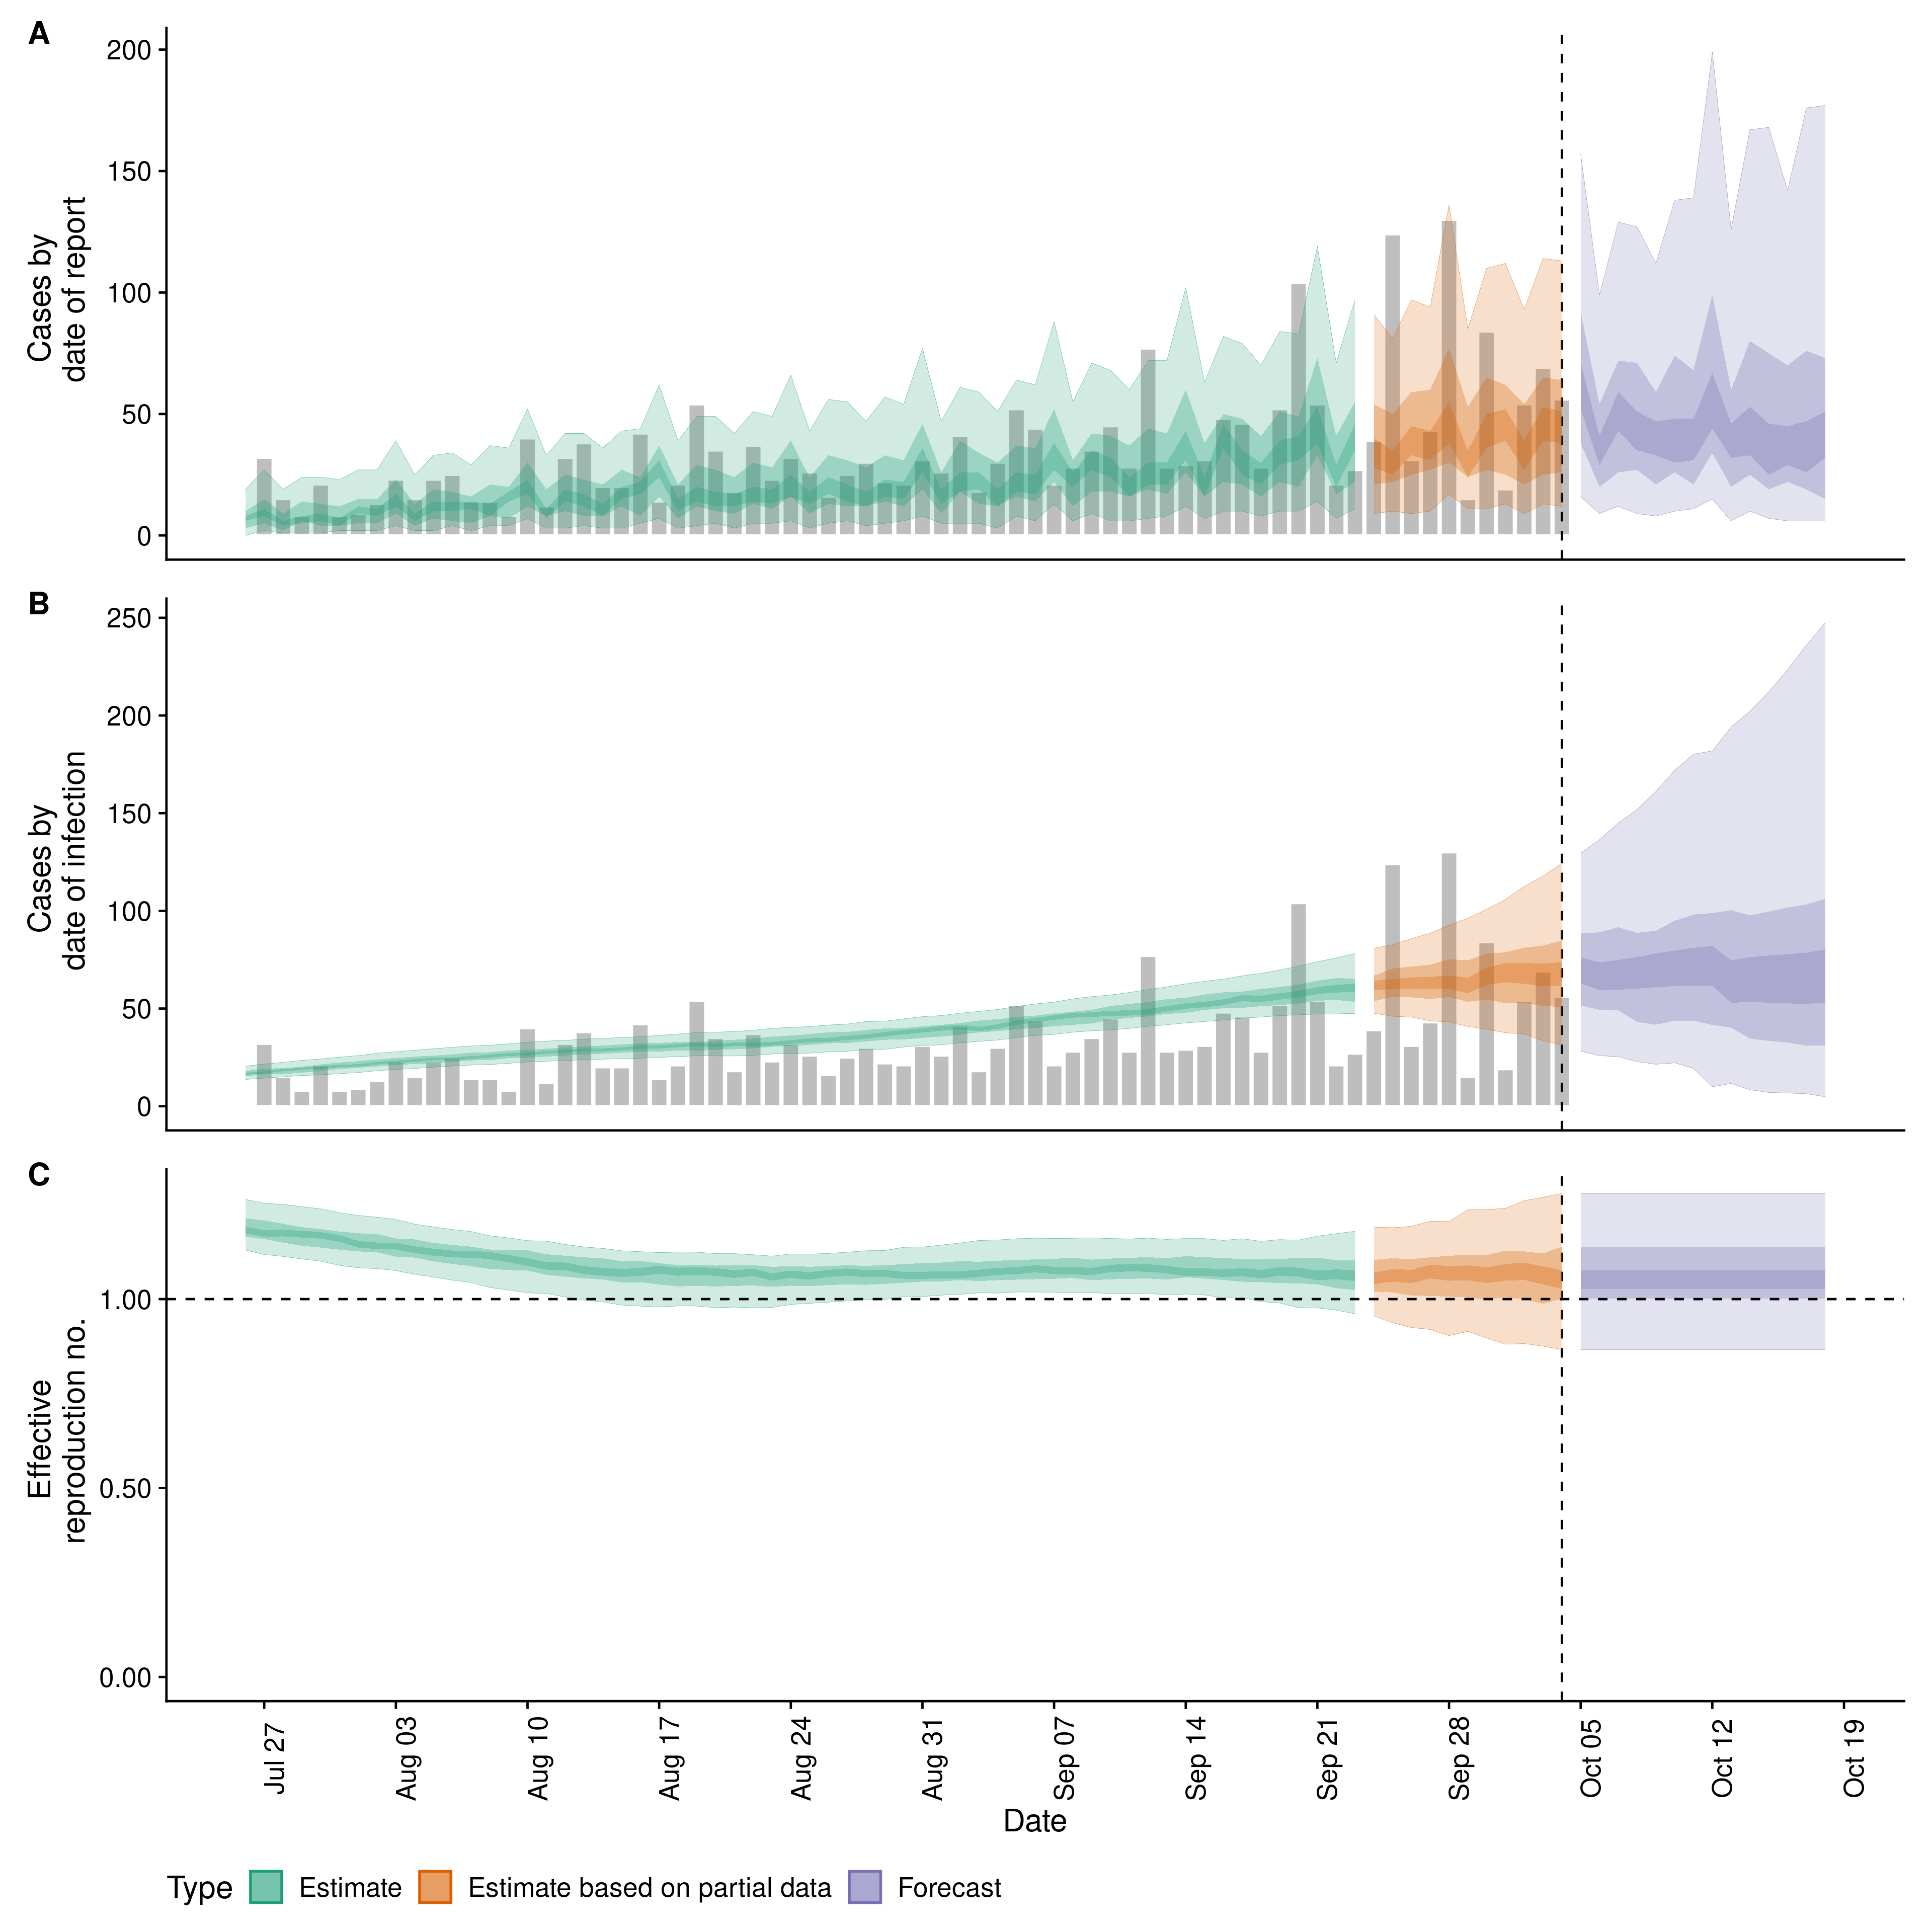 A
200
150
100
50
0
Cases by
date of report
B
250
200
150
100
50
0
Cases by
date of infection
C
1.00
0.50
0.00
Effective
reproduction no.
Jul 27
Aug 03
Aug 10
Aug 17
Aug 24
Aug 31
Sep 07
Sep 14
Sep 21
Sep 28
Oct 05
Oct 12
Oct 19
Date
Type Estimate Estimate based on partial data Forecast